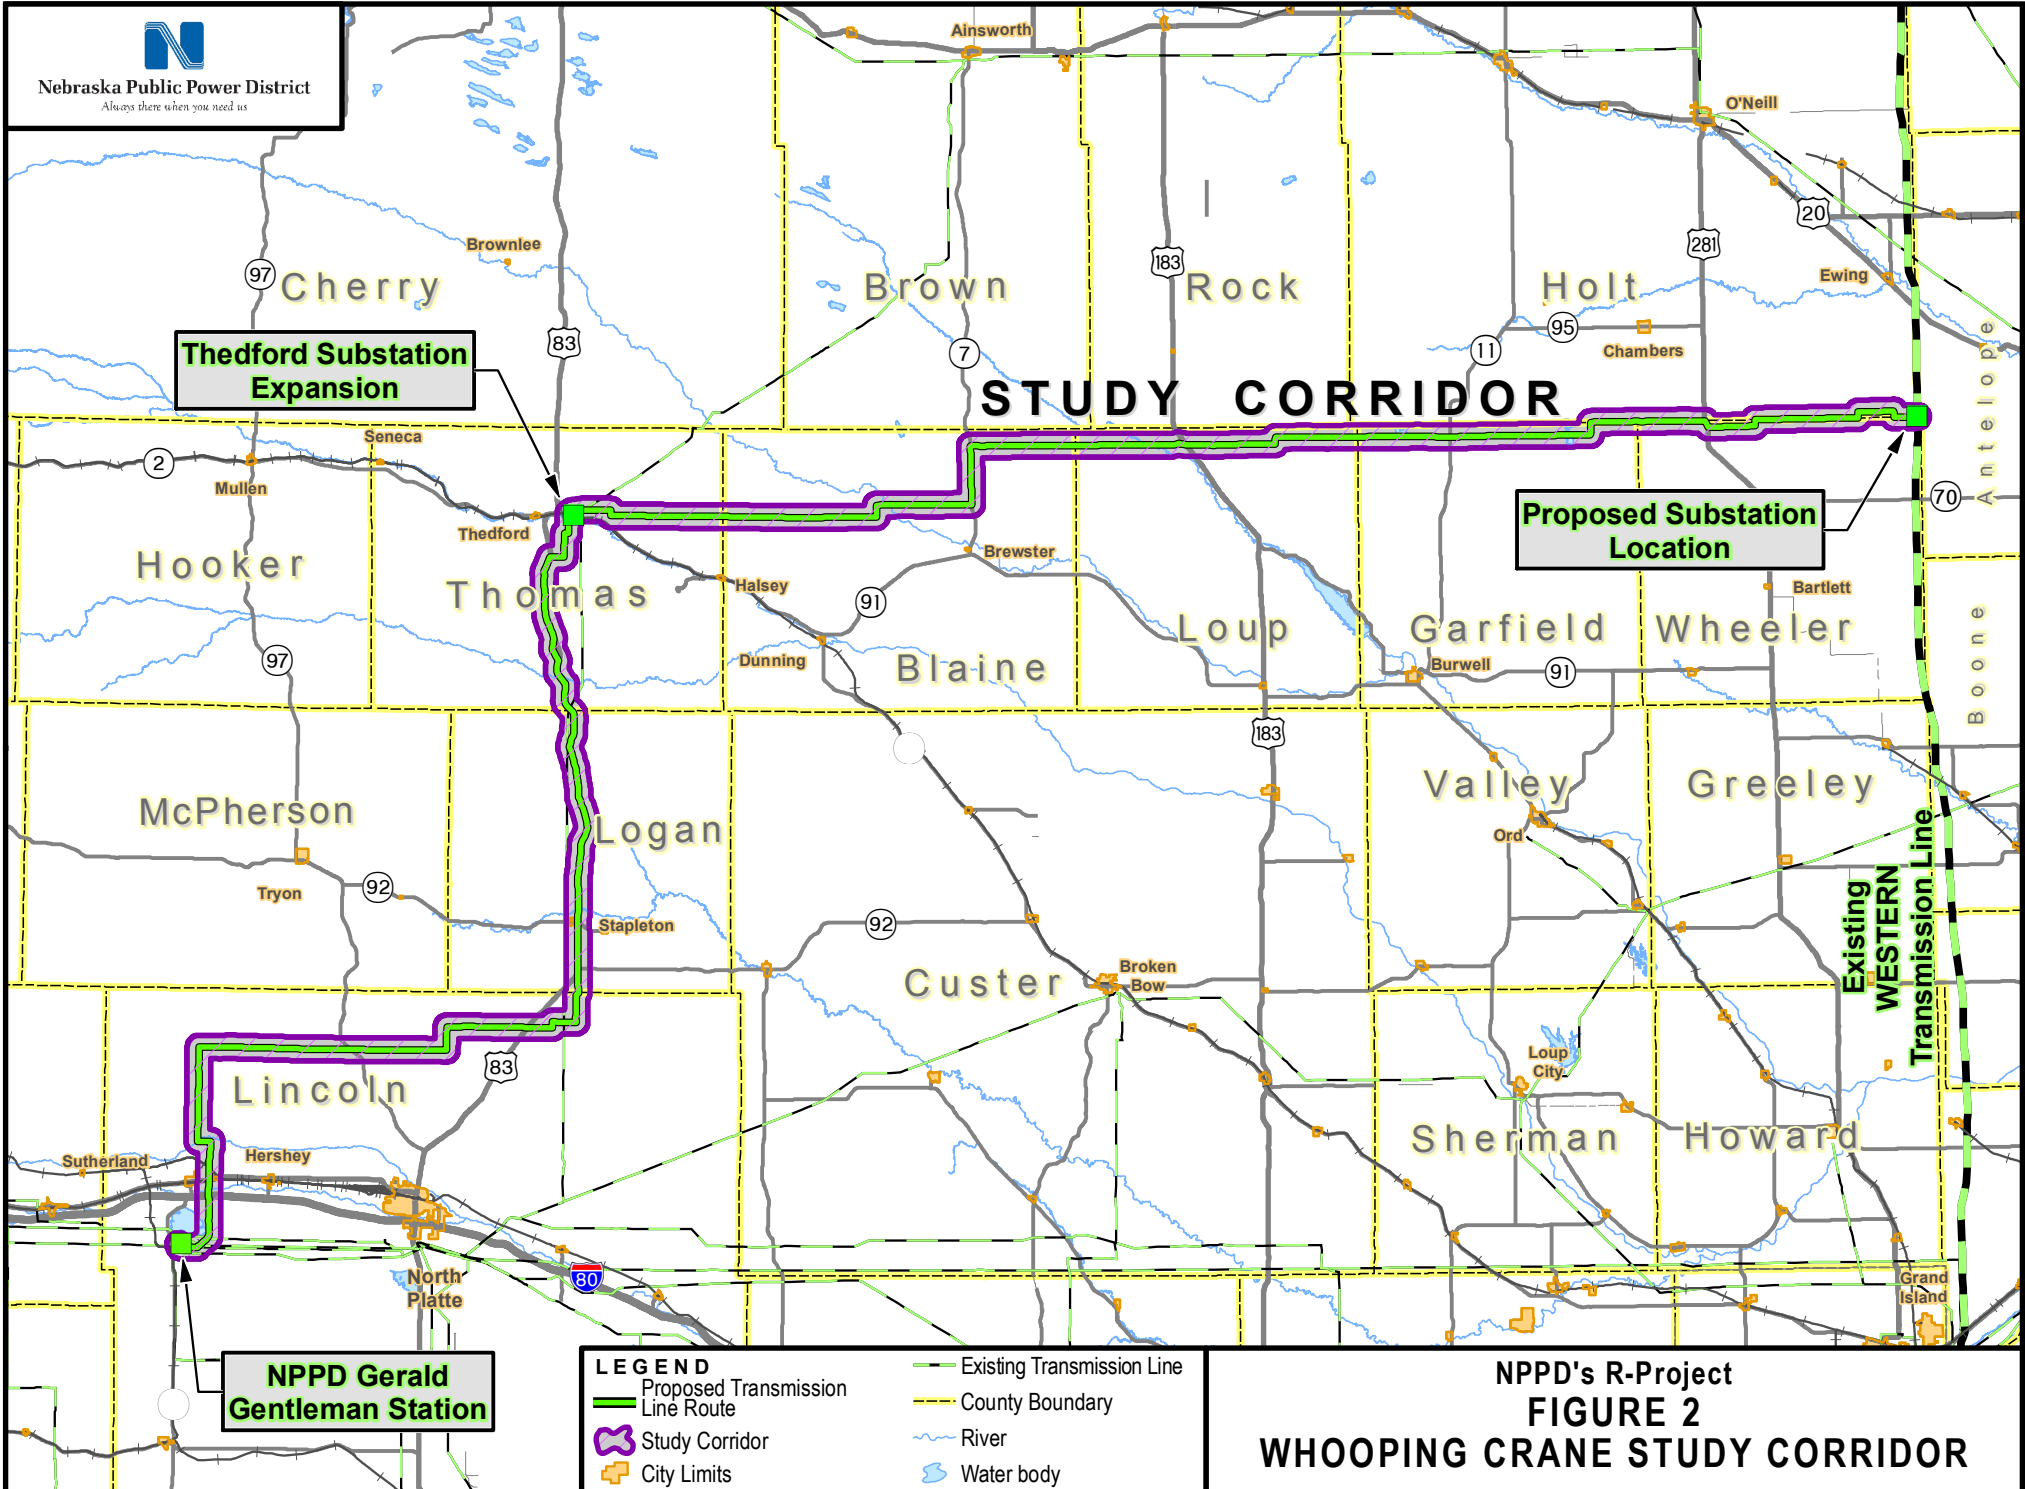 Nebraska Public Power District
Always there when you need us
Ainsworth
O'Neill
20
Brownlee
183
281
97
Cherry
Brown
Rock
Holt
Ewing
83
Thedford Substation
Expansion
7
11
95
Chambers
Antelope
STUDY CORRIDOR
Seneca
2
Mullen
Thedford
70
Proposed Substation
Location
Hooker
Thomas
Halsey
Brewster
91
Bartlett
Loup
Garfield
Wheeler
Boone
97
Dunning
Blaine
Burwell
91
183
McPherson
Logan
Valley
Greeley
Ord
Tryon
92
Stapleton
92
Existing
WESTERN
Transmission Line
Custer
Broken
Bow
Lincoln
83
Loup
City
Sherman
Howard
Sutherland
Hershey
North
Platte
80
Grand
Island
NPPD Gerald
Gentleman Station
LEGEND
Proposed Transmission
Line Route
Study Corridor
City Limits
Existing Transmission Line
County Boundary
River
Water body
NPPD's R-Project
FIGURE 2
WHOOPING CRANE STUDY CORRIDOR